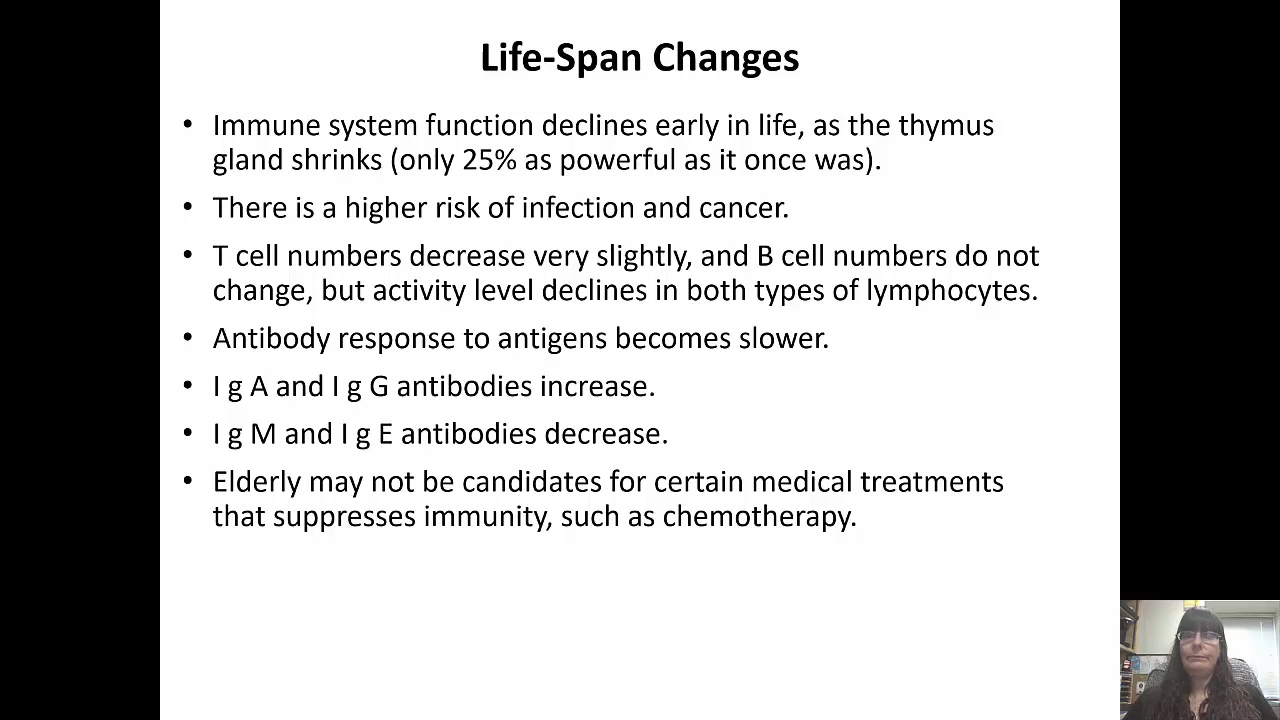 Life-Span Changes
• Immune system function declines early in life, as the thymus
gland shrinks (only 25% as powerful as it once was).
• There is a higher risk of infection and cancer.
• T cell numbers decrease very slightly, and B cell numbers do not
change, but activity level declines in both types of lymphocytes.
• Antibody response to antigens becomes slower.
• I g A and I g G antibodies increase.
• I g M and I g E antibodies decrease.
• Elderly may not be candidates for certain medical treatments
that suppresses immunity, such as chemotherapy.